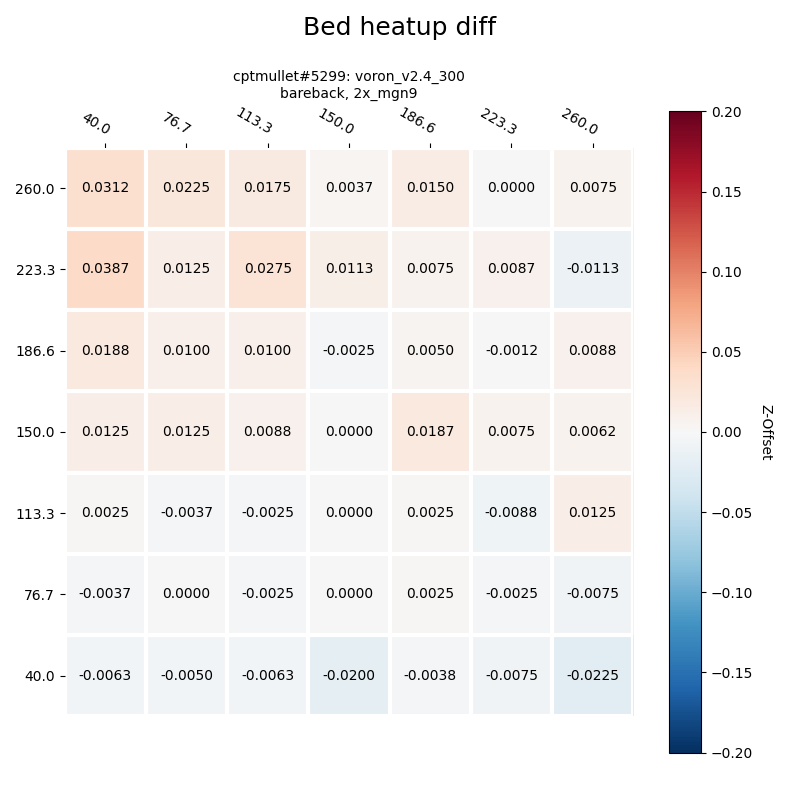 Bed heatup diff
cptmullet#5299: voron_v2.4_300
bareback, 2x_mgn9
40.0 76.7 113.3 150.0 186.6 223.3 260.0
260.0 0.0312 0.0225 0.0175 0.0037 0.0150 0.0000 0.0075
223.3 0.0387 0.0125 0.0275 0.0113 0.0075 0.0087 -0.0113
186.6 0.0188 0.0100 0.0100 -0.0025 0.0050 -0.0012 0.0088
150.0 0.0125 0.0125 0.0088 0.0000 0.0187 0.0075 0.0062
113.3 0.0025 -0.0037 -0.0025 0.0000 0.0025 -0.0088 0.0125
76.7 -0.0037 0.0000 -0.0025 0.0000 0.0025 -0.0025 -0.0075
40.0 -0.0063 -0.0050 -0.0063 -0.0200 -0.0038 -0.0075 -0.0225
0.20
0.15
0.10
0.05
0.00
−0.05
−0.10
−0.15
−0.20
Z-Offset